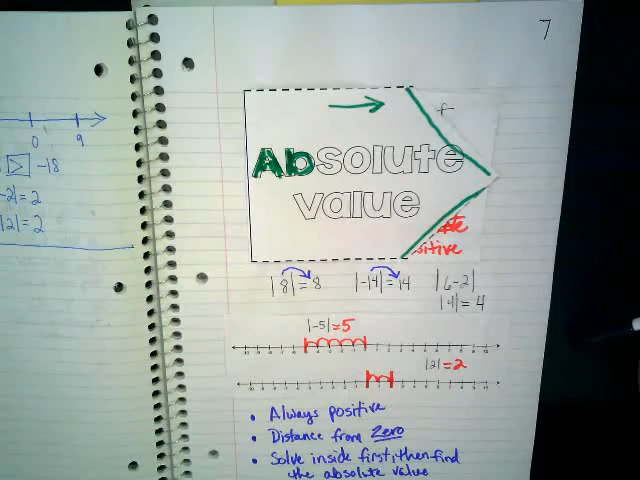 7
0 9
> -18
-2|= 2
|2|= 2
Absolute
value
itive
|8|= 8 |-14|= 14 |6-2|
|4|= 4
|-5|=5
|2|=2
• Always positive
• Distance from Zero
• Solve inside first, then find
the absolute value